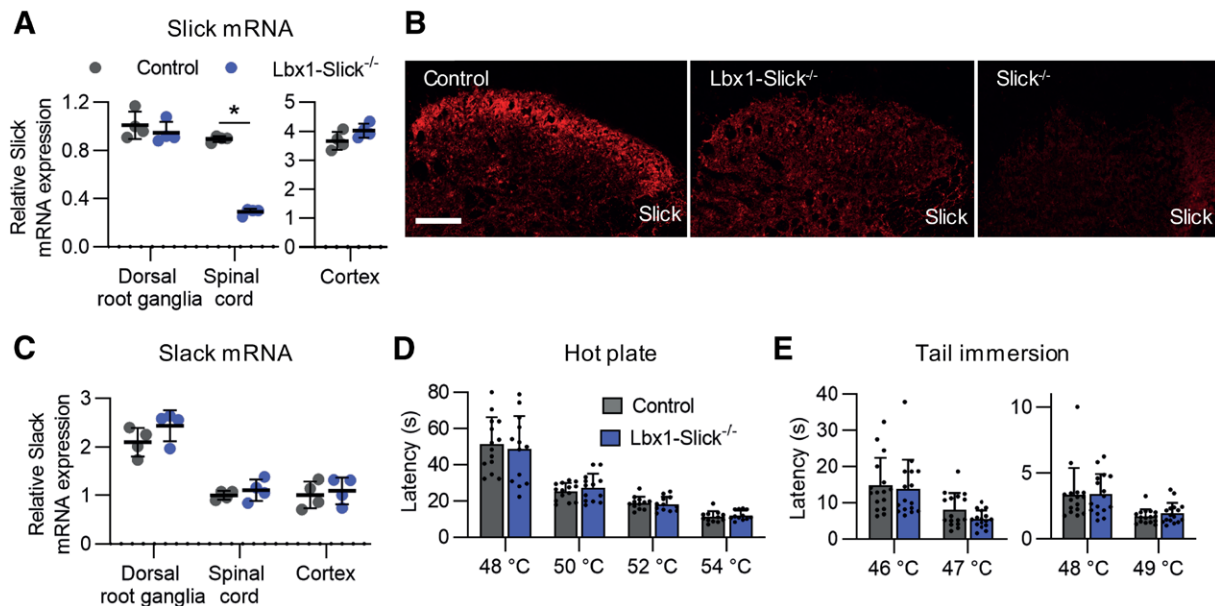 A
Slick mRNA
Control
Lbx1-Slick-/-
Relative Slick
mRNA expression
1.2
0.9
0.6
0.3
0.0
*
5
4
3
2
1
0
Dorsal
root ganglia
Spinal
cord
Cortex
B
Control
Slick
Lbx1-Slick-/-
Slick
Slick-/-
Slick
C
Slack mRNA
Relative Slack
mRNA expression
3
2
1
0
Dorsal
root ganglia
Spinal
cord
Cortex
D
Hot plate
Latency (s)
80
60
40
20
0
Control
Lbx1-Slick-/-
48 °C
50 °C
52 °C
54 °C
E
Tail immersion
Latency (s)
40
30
20
10
0
46 °C
47 °C
10
5
0
48 °C
49 °C